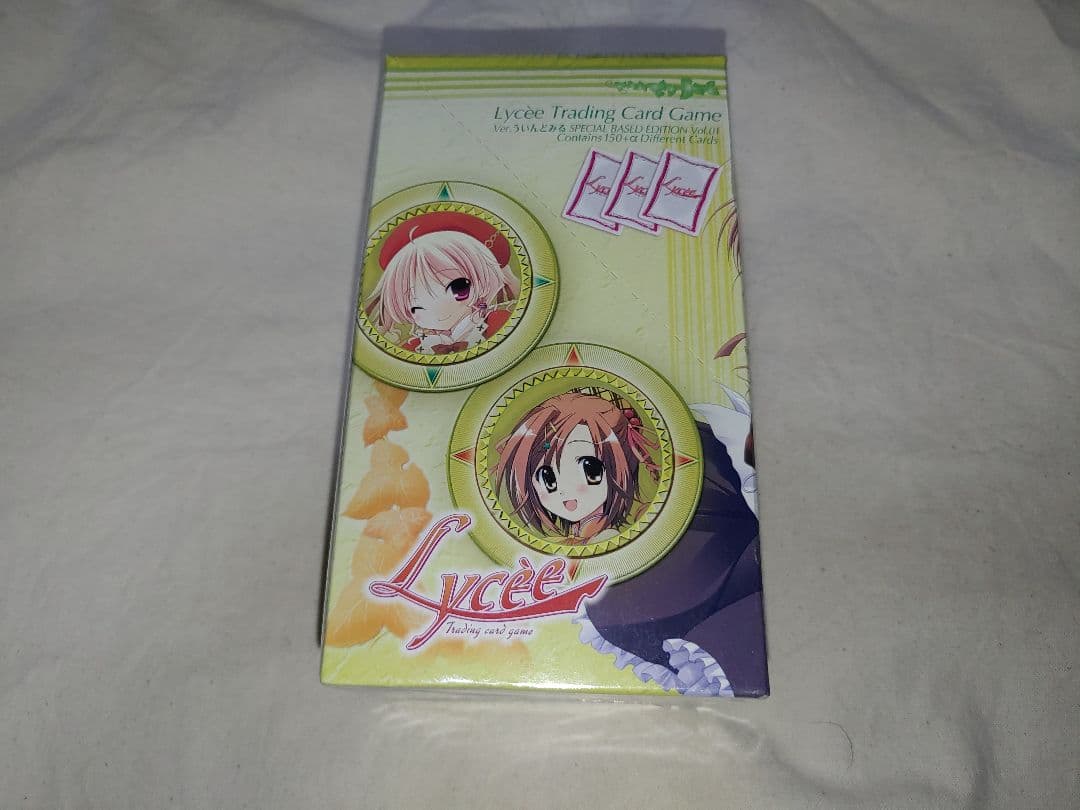 Lycèe Trading Card Game
Ver.ういんどみる SPECIAL BASED EDITION Vol.01
Contains 150+α Different Cards
Lycèe
Lycèe
Trading card game